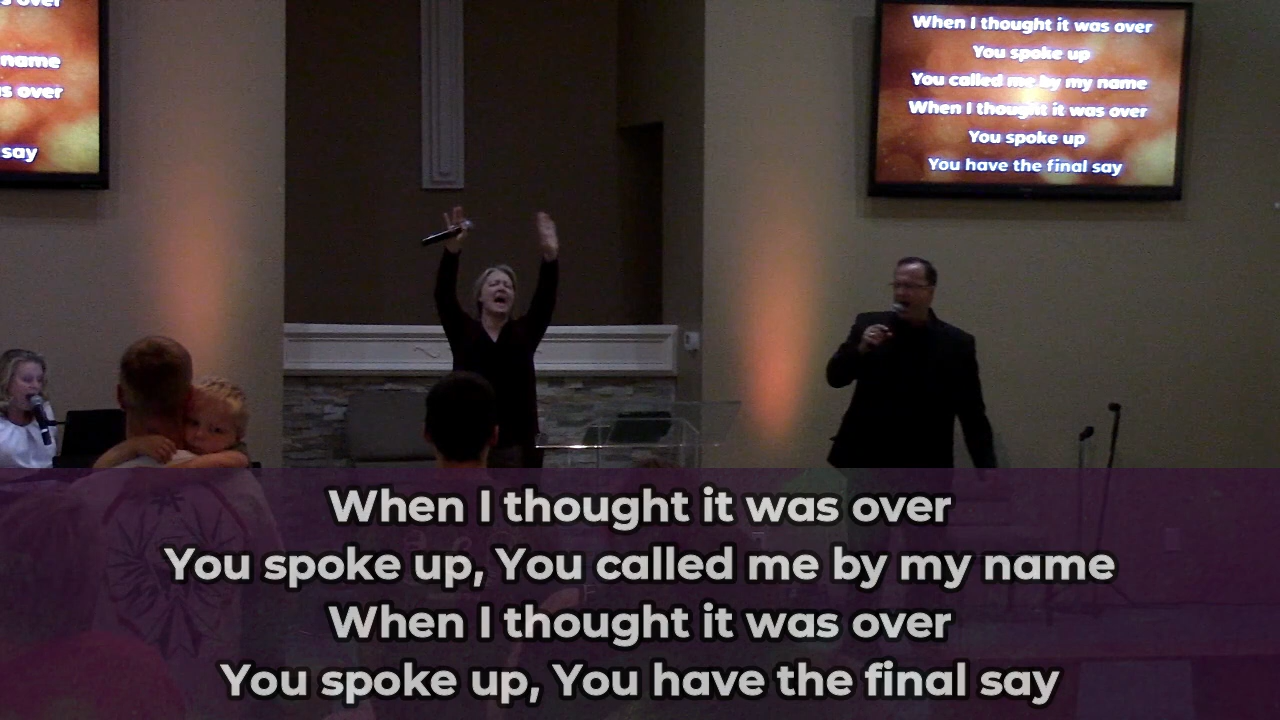 s over
name
s over
say
When I thought it was over
You spoke up
You called me by my name
When I thought it was over
You spoke up
You have the final say
When I thought it was over
You spoke up, You called me by my name
When I thought it was over
You spoke up, You have the final say